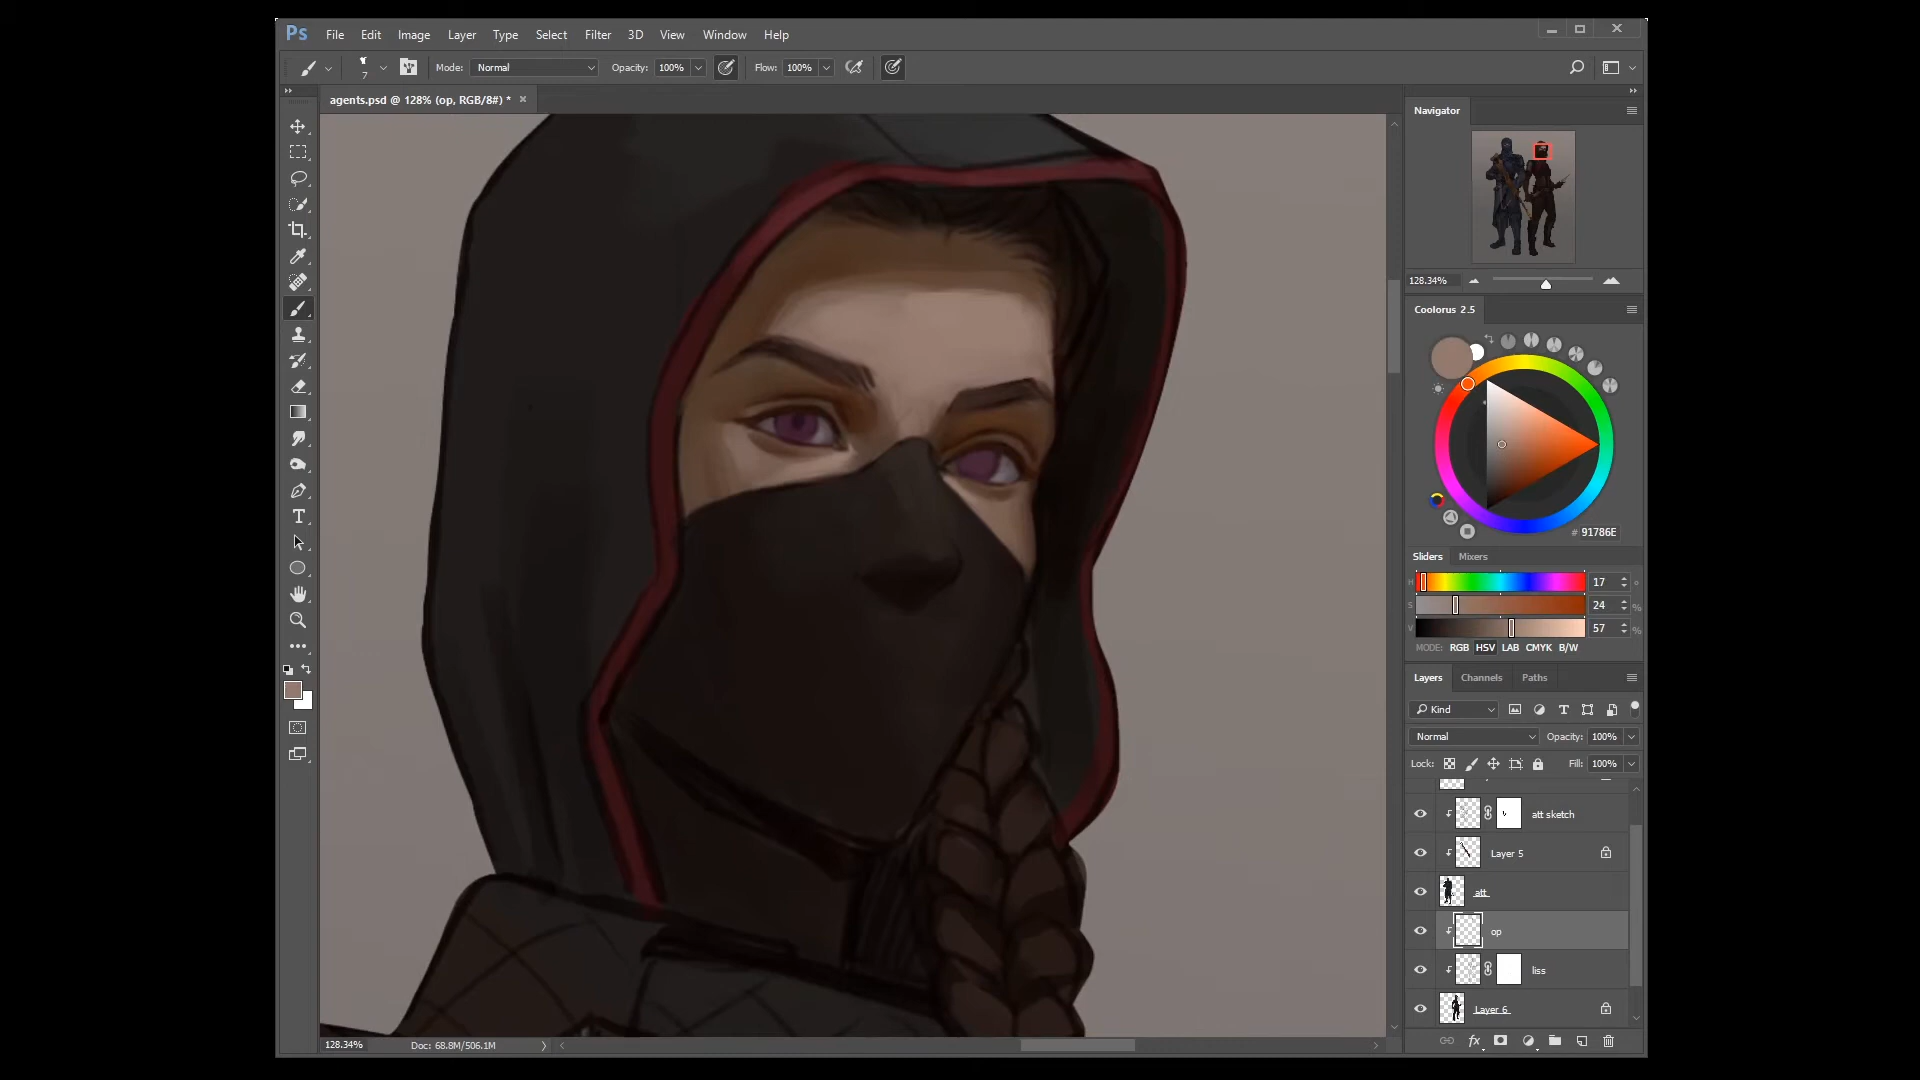 Ps File Edit Image Layer Type Select Filter 3D View Window Help
7 Mode: Normal Opacity: 100% Flow: 100%
agents.psd @ 128% (op, RGB/8#) *
Navigator
128.34%
Coolorus 2.5
# 91786E
Sliders Mixers
H 17 °
S 24 %
V 57 %
MODE: RGB HSV LAB CMYK B/W
Layers Channels Paths
Kind
Normal Opacity: 100%
Lock: Fill: 100%
att sketch
Layer 5
att
op
liss
Layer 6
128.34% Doc: 68.8M/506.1M
fx